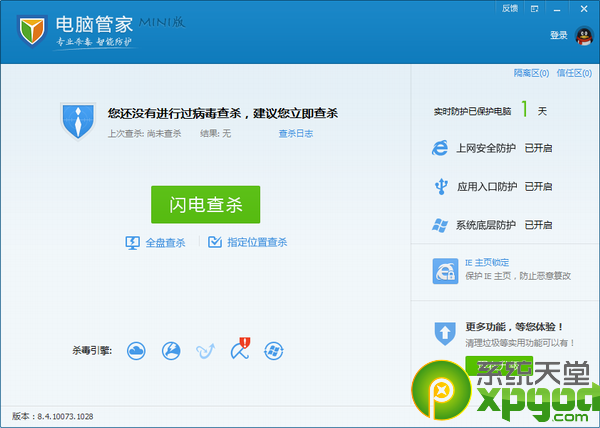 反馈
电脑管家 MINI版
专业杀毒 智能防护
登录
隔离区(0) 信任区(0)
您还没有进行过病毒查杀，建议您立即查杀
上次查杀: 尚未查杀 结果: 无 查杀日志
闪电查杀
全盘查杀 指定位置查杀
杀毒引擎:
实时防护已保护电脑 1 天
上网安全防护 已开启
应用入口防护 已开启
系统底层防护 已开启
IE 主页锁定
保护 IE 主页，防止恶意篡改
更多功能，等您体验！
清理垃圾等实用功能可以有！
系统天堂
xpgod
版本: 8.4.10073.1028